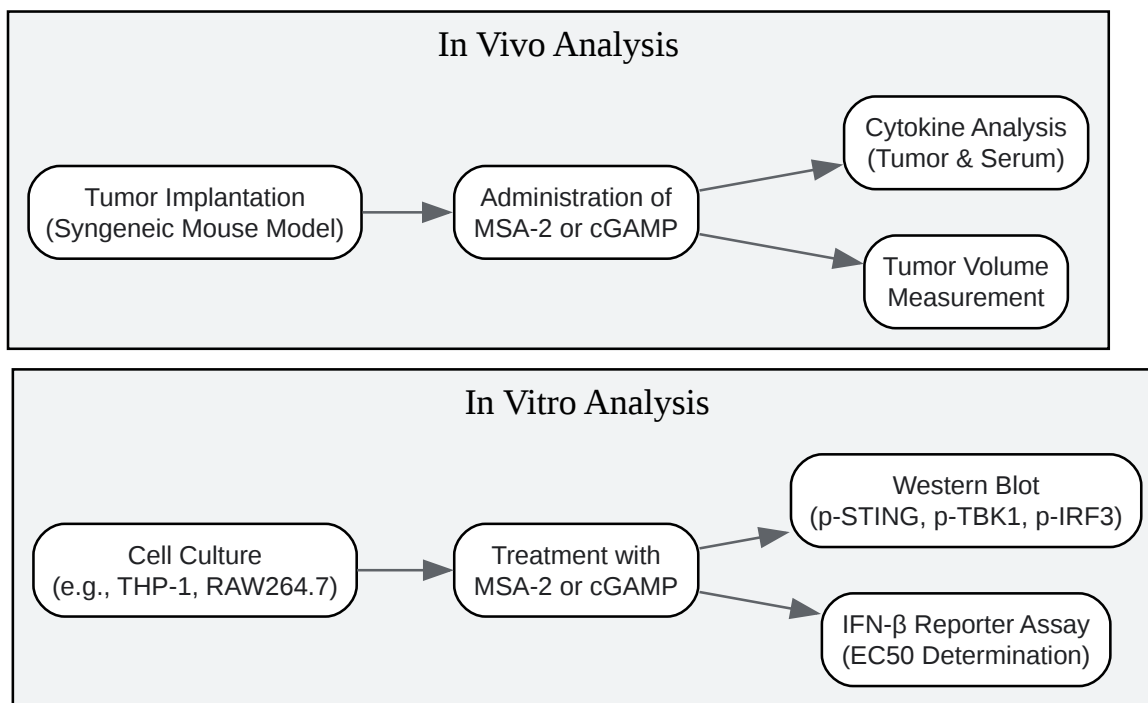 In Vivo Analysis
Tumor Implantation
(Syngeneic Mouse Model)
Administration of
MSA-2 or cGAMP
Cytokine Analysis
(Tumor & Serum)
Tumor Volume
Measurement
In Vitro Analysis
Cell Culture
(e.g., THP-1, RAW264.7)
Treatment with
MSA-2 or cGAMP
Western Blot
(p-STING, p-TBK1, p-IRF3)
IFN-β Reporter Assay
(EC50 Determination)